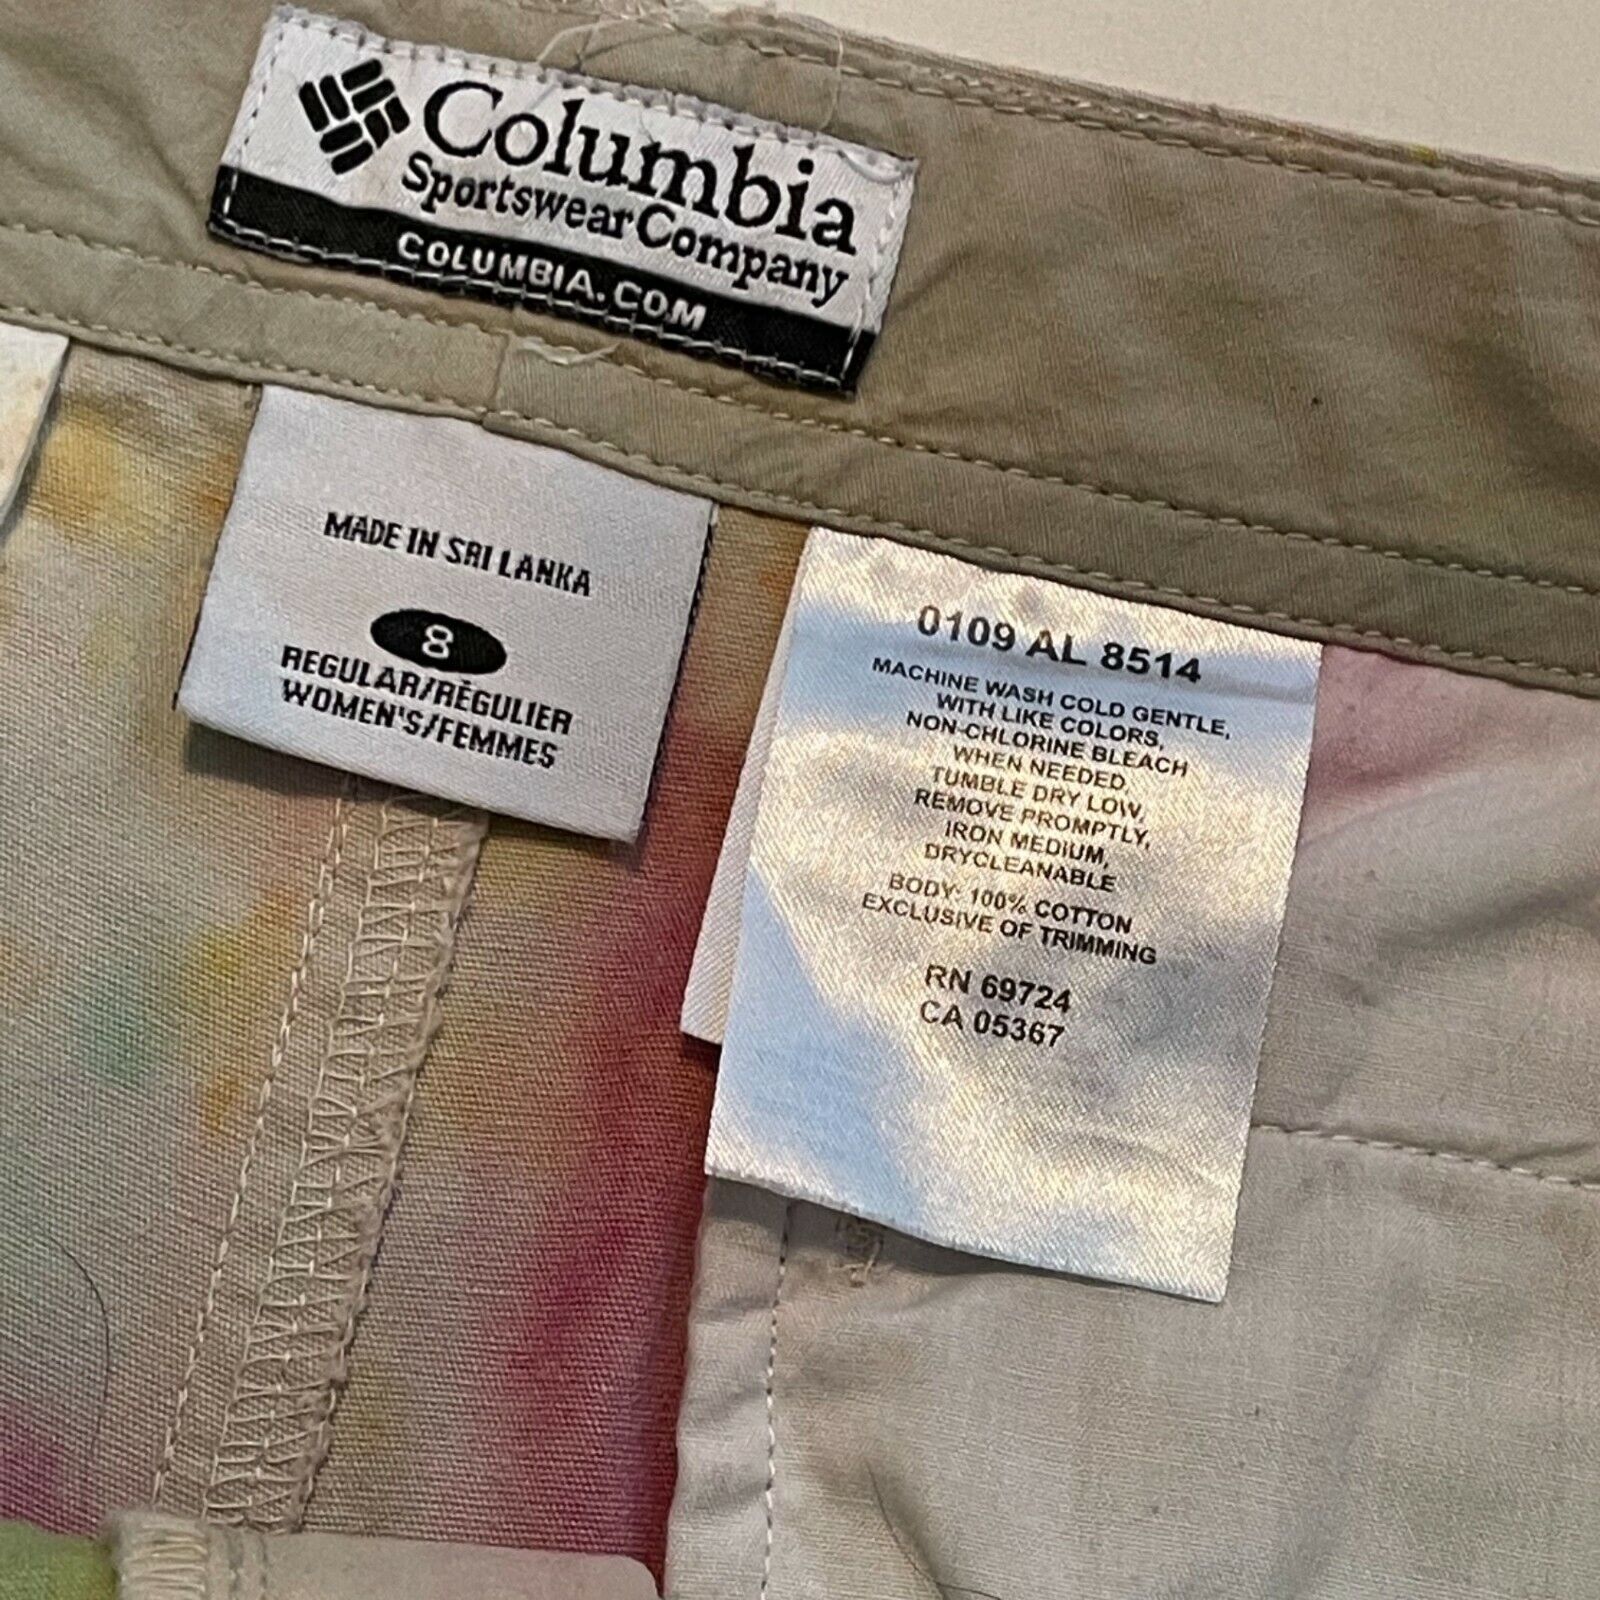 Columbia
Sportswear Company
COLUMBIA.COM
MADE IN SRI LANKA
8
REGULAR/RÉGULIER
WOMEN'S/FEMMES
0109 AL 8514
MACHINE WASH COLD GENTLE,
WITH LIKE COLORS,
NON-CHLORINE BLEACH
WHEN NEEDED,
TUMBLE DRY LOW,
REMOVE PROMPTLY,
IRON MEDIUM,
DRYCLEANABLE
BODY: 100% COTTON
EXCLUSIVE OF TRIMMING
RN 69724
CA 05367